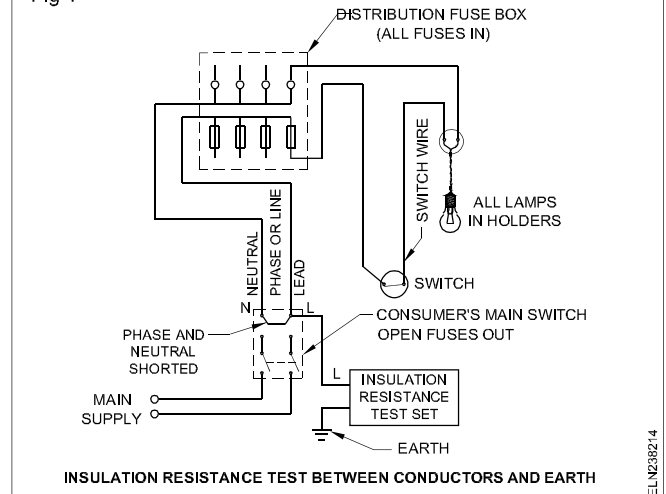 DISTRIBUTION FUSE BOX
(ALL FUSES IN)
SWITCH WIRE
ALL LAMPS
IN HOLDERS
NEUTRAL
PHASE OR LINE
LEAD
SWITCH
N
L
CONSUMER'S MAIN SWITCH
OPEN FUSES OUT
PHASE AND
NEUTRAL
SHORTED
L
INSULATION
RESISTANCE
TEST SET
MAIN
SUPPLY
EARTH
INSULATION RESISTANCE TEST BETWEEN CONDUCTORS AND EARTH
ELN238214